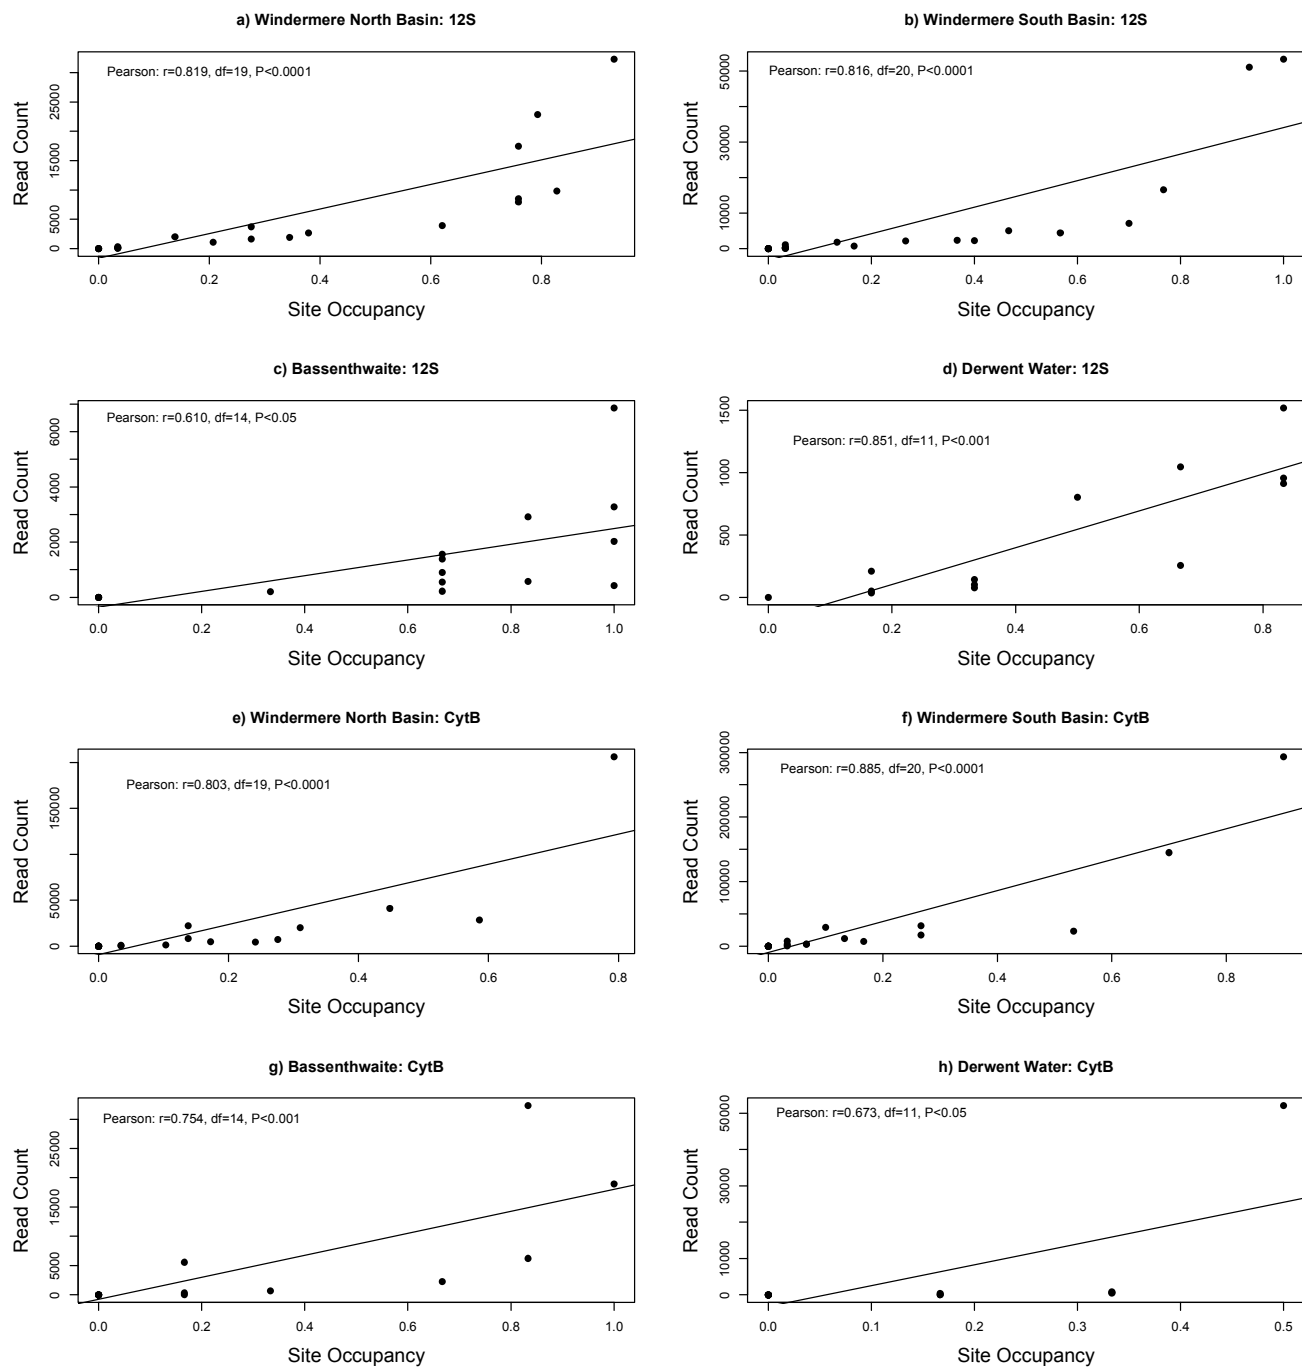 a) Windermere North Basin: 12S
Pearson: r=0.819, df=19, P<0.0001
Read Count
0
5000
15000
25000
0.0 0.2 0.4 0.6 0.8
Site Occupancy
b) Windermere South Basin: 12S
Pearson: r=0.816, df=20, P<0.0001
Read Count
0
10000
30000
50000
0.0 0.2 0.4 0.6 0.8 1.0
Site Occupancy
c) Bassenthwaite: 12S
Pearson: r=0.610, df=14, P<0.05
Read Count
0
2000
4000
6000
0.0 0.2 0.4 0.6 0.8 1.0
Site Occupancy
d) Derwent Water: 12S
Pearson: r=0.851, df=11, P<0.001
Read Count
0
500
1000
1500
0.0 0.2 0.4 0.6 0.8
Site Occupancy
e) Windermere North Basin: CytB
Pearson: r=0.803, df=19, P<0.0001
Read Count
0
50000
150000
0.0 0.2 0.4 0.6 0.8
Site Occupancy
f) Windermere South Basin: CytB
Pearson: r=0.885, df=20, P<0.0001
Read Count
0
100000
200000
300000
0.0 0.2 0.4 0.6 0.8
Site Occupancy
g) Bassenthwaite: CytB
Pearson: r=0.754, df=14, P<0.001
Read Count
0
5000
15000
25000
0.0 0.2 0.4 0.6 0.8 1.0
Site Occupancy
h) Derwent Water: CytB
Pearson: r=0.673, df=11, P<0.05
Read Count
0
10000
30000
50000
0.0 0.1 0.2 0.3 0.4 0.5
Site Occupancy